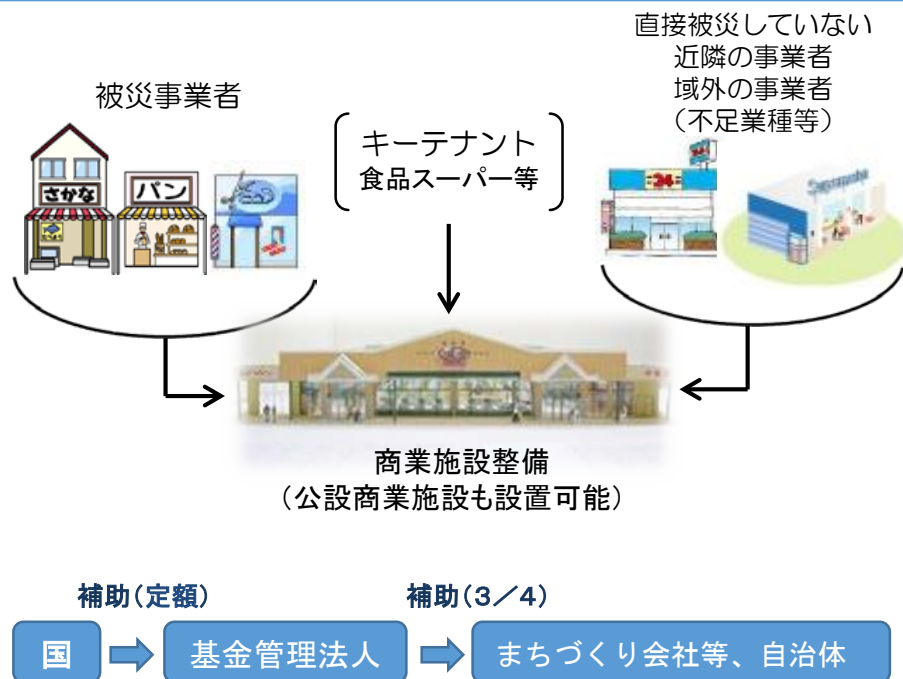 被災事業者
さかな
パン
キーテナント
食品スーパー等
直接被災していない
近隣の事業者
域外の事業者
（不足業種等）
24
商業施設整備
（公設商業施設も設置可能）
補助（定額）
補助（3／4）
国
基金管理法人
まちづくり会社等、自治体